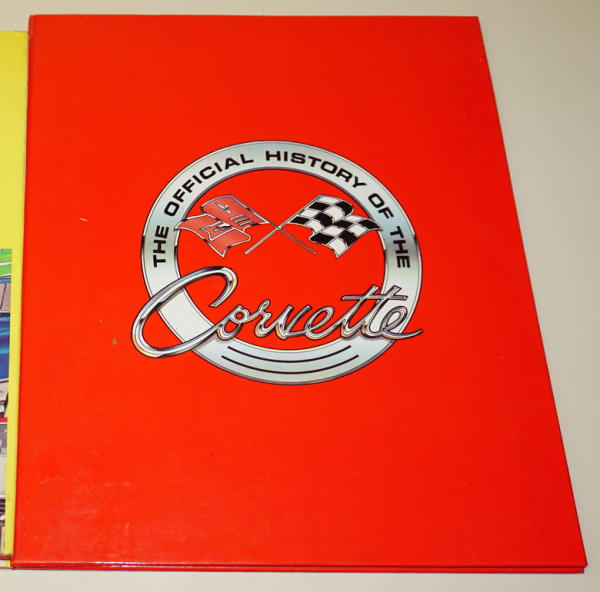 THE OFFICIAL HISTORY OF THE
Corvette